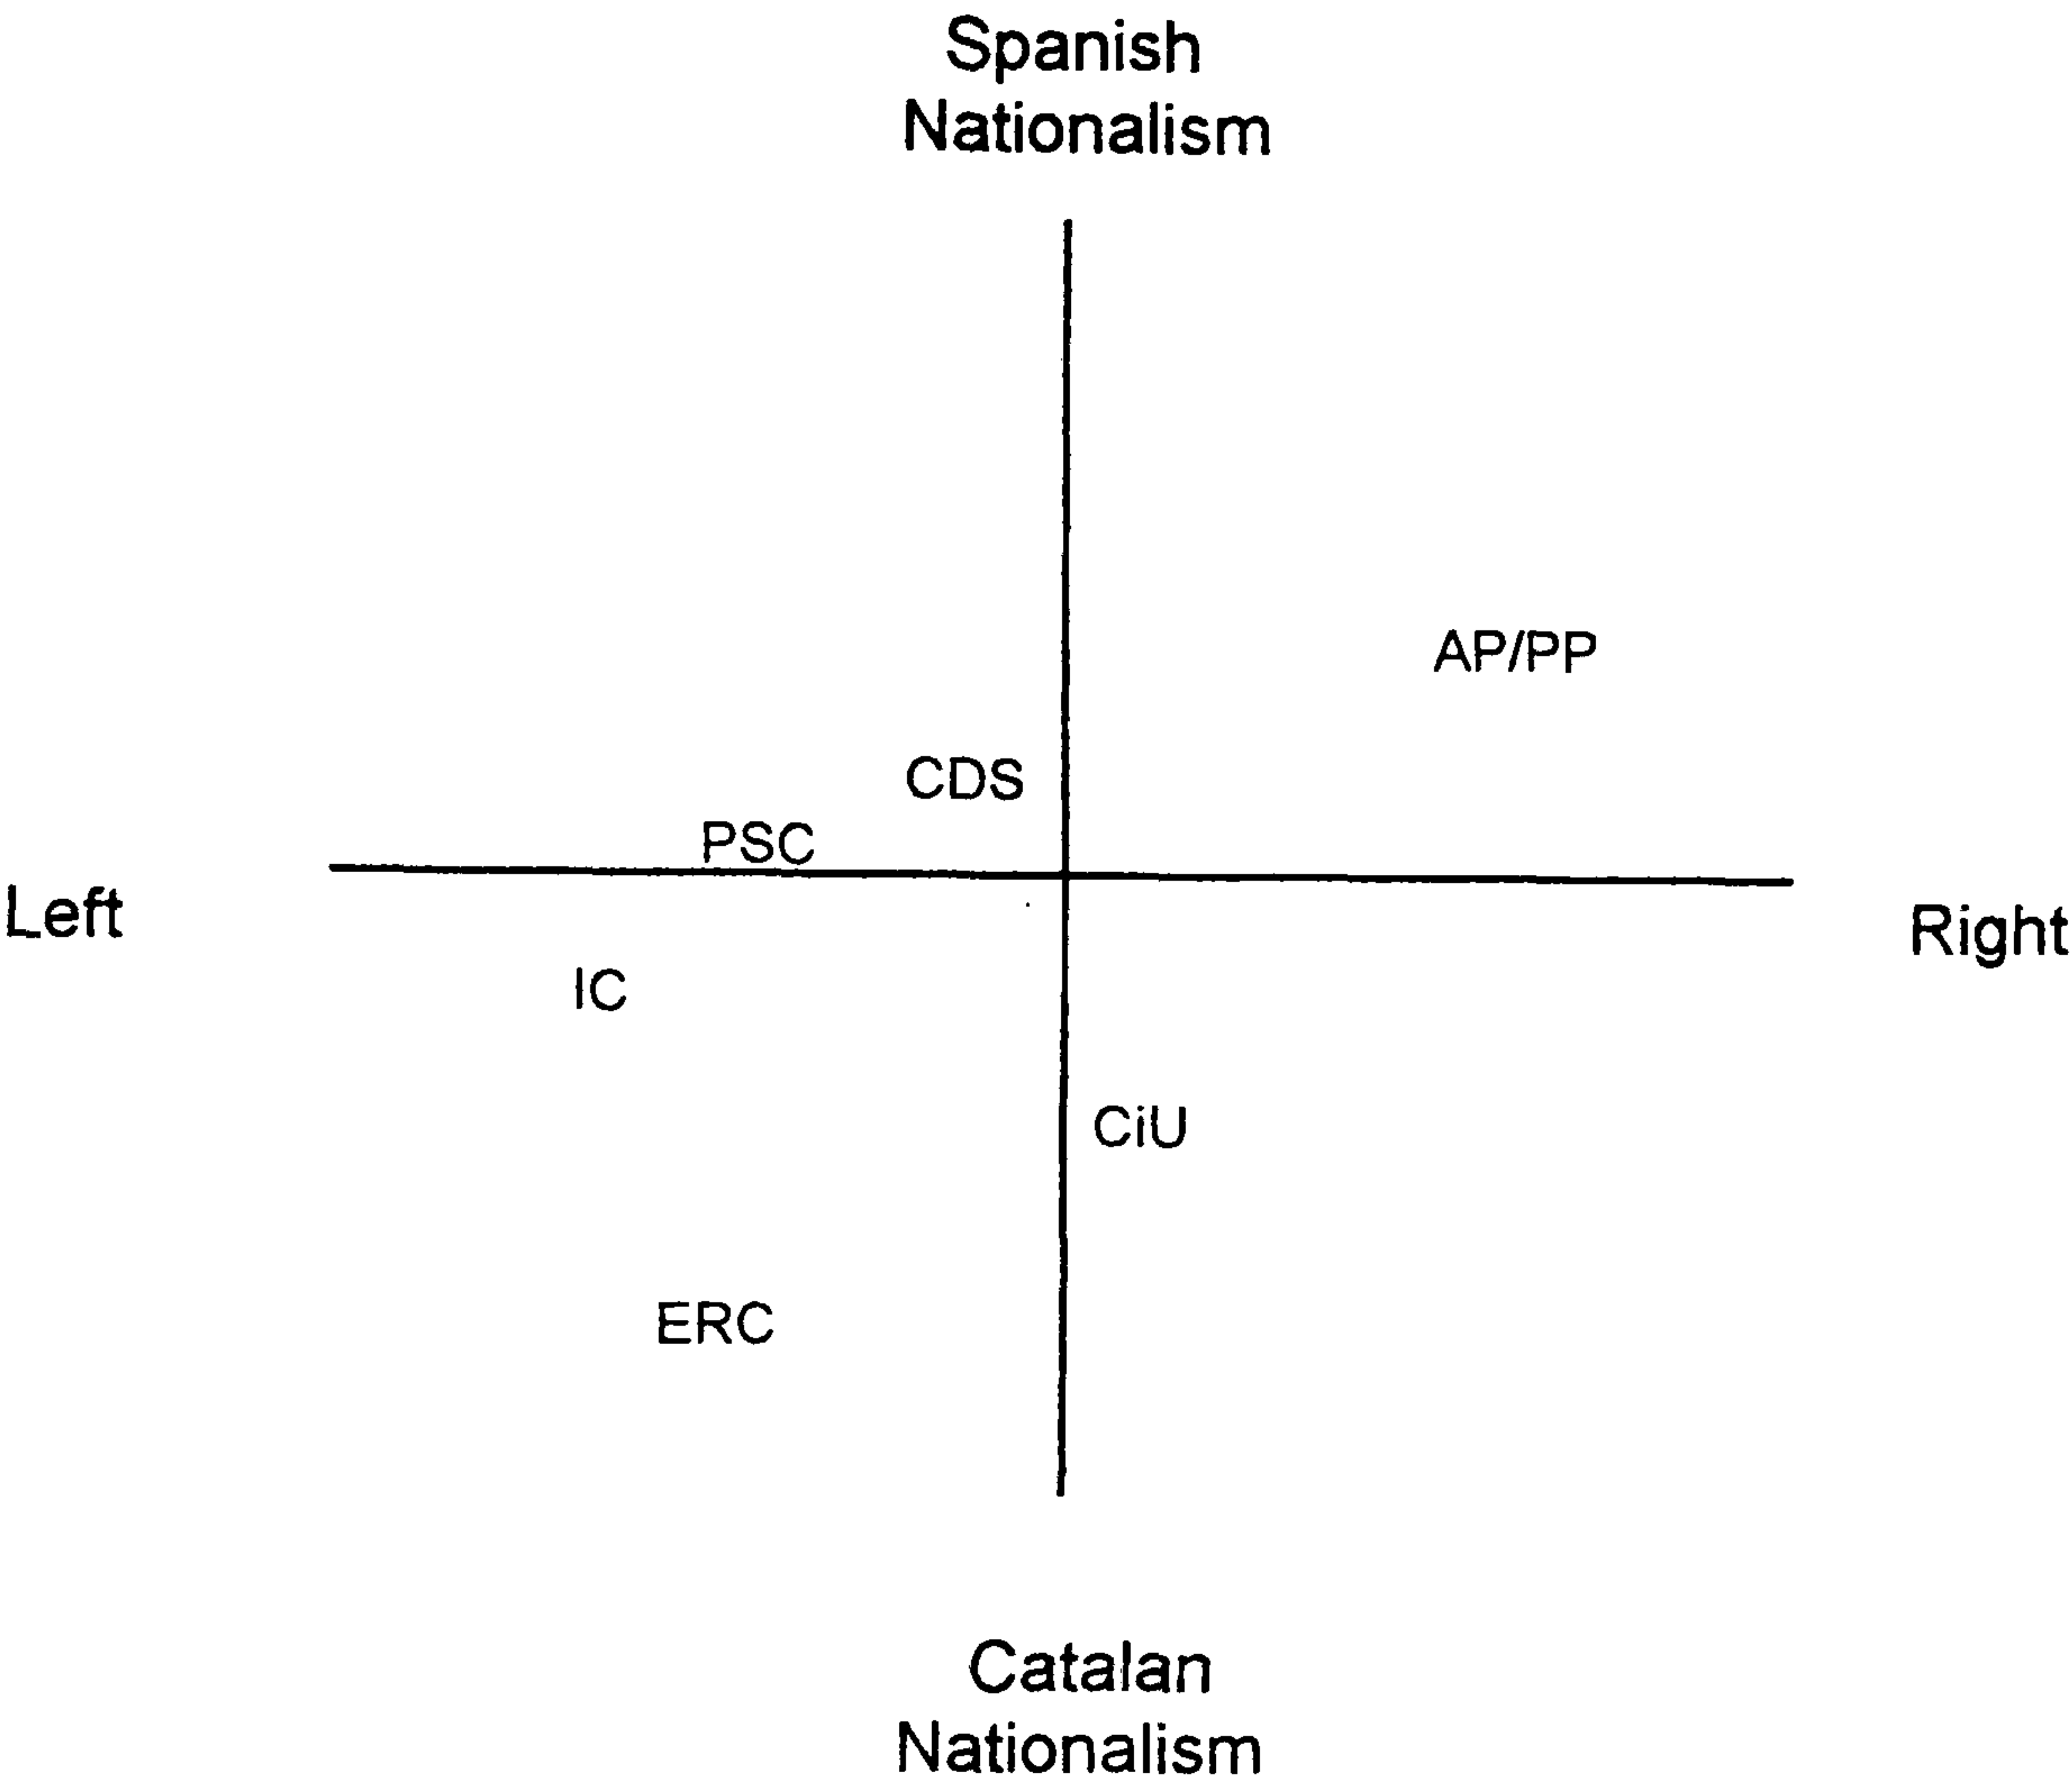 Spanish
Nationalism
AP/PP
CDS
PSC
Left
Right
IC
CiU
ERC
Catalan
Nationalism